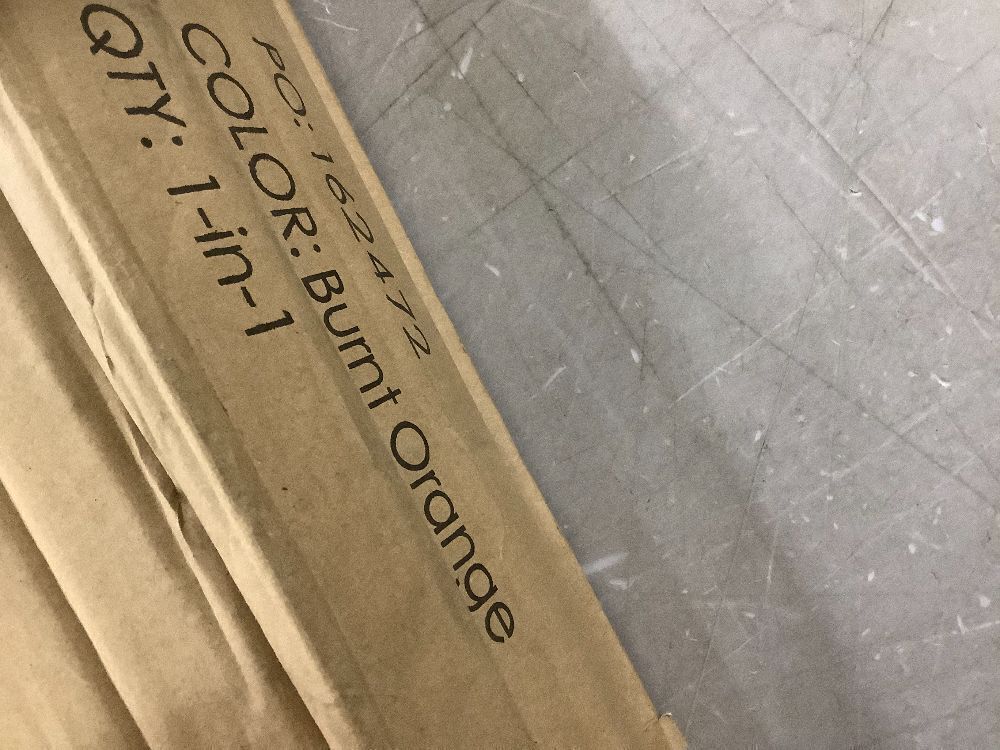 PO: 162472
COLOR: Burnt Orange
QTY: 1-in-1